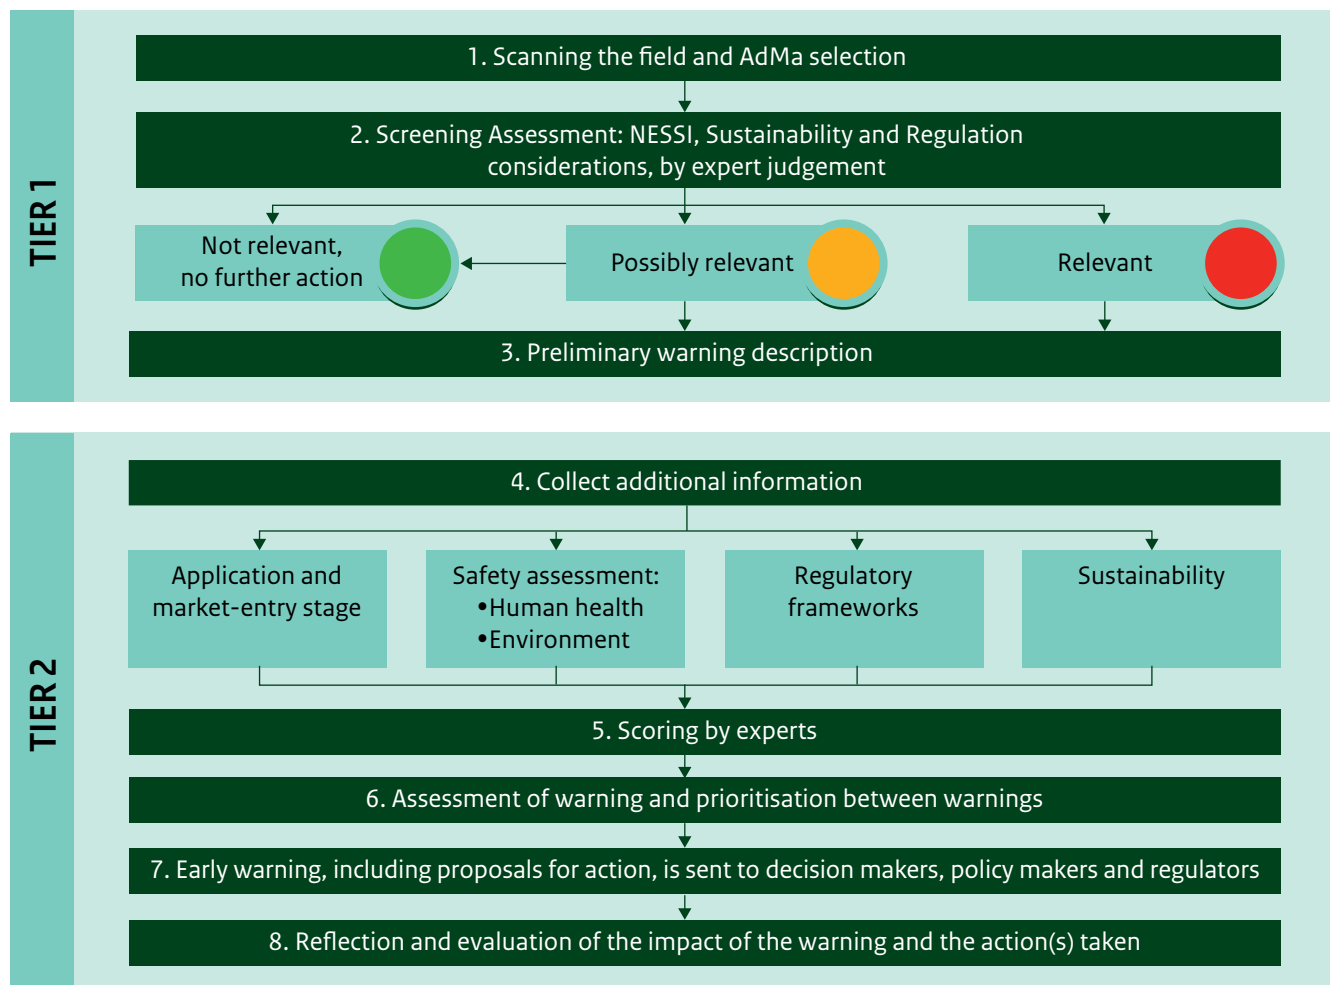 TIER 1
1. Scanning the field and AdMa selection
2. Screening Assessment: NESSI, Sustainability and Regulation
considerations, by expert judgement
Not relevant,
no further action
Possibly relevant
Relevant
3. Preliminary warning description
TIER 2
4. Collect additional information
Application and
market-entry stage
Safety assessment:
•Human health
•Environment
Regulatory
frameworks
Sustainability
5. Scoring by experts
6. Assessment of warning and prioritisation between warnings
7. Early warning, including proposals for action, is sent to decision makers, policy makers and regulators
8. Reflection and evaluation of the impact of the warning and the action(s) taken